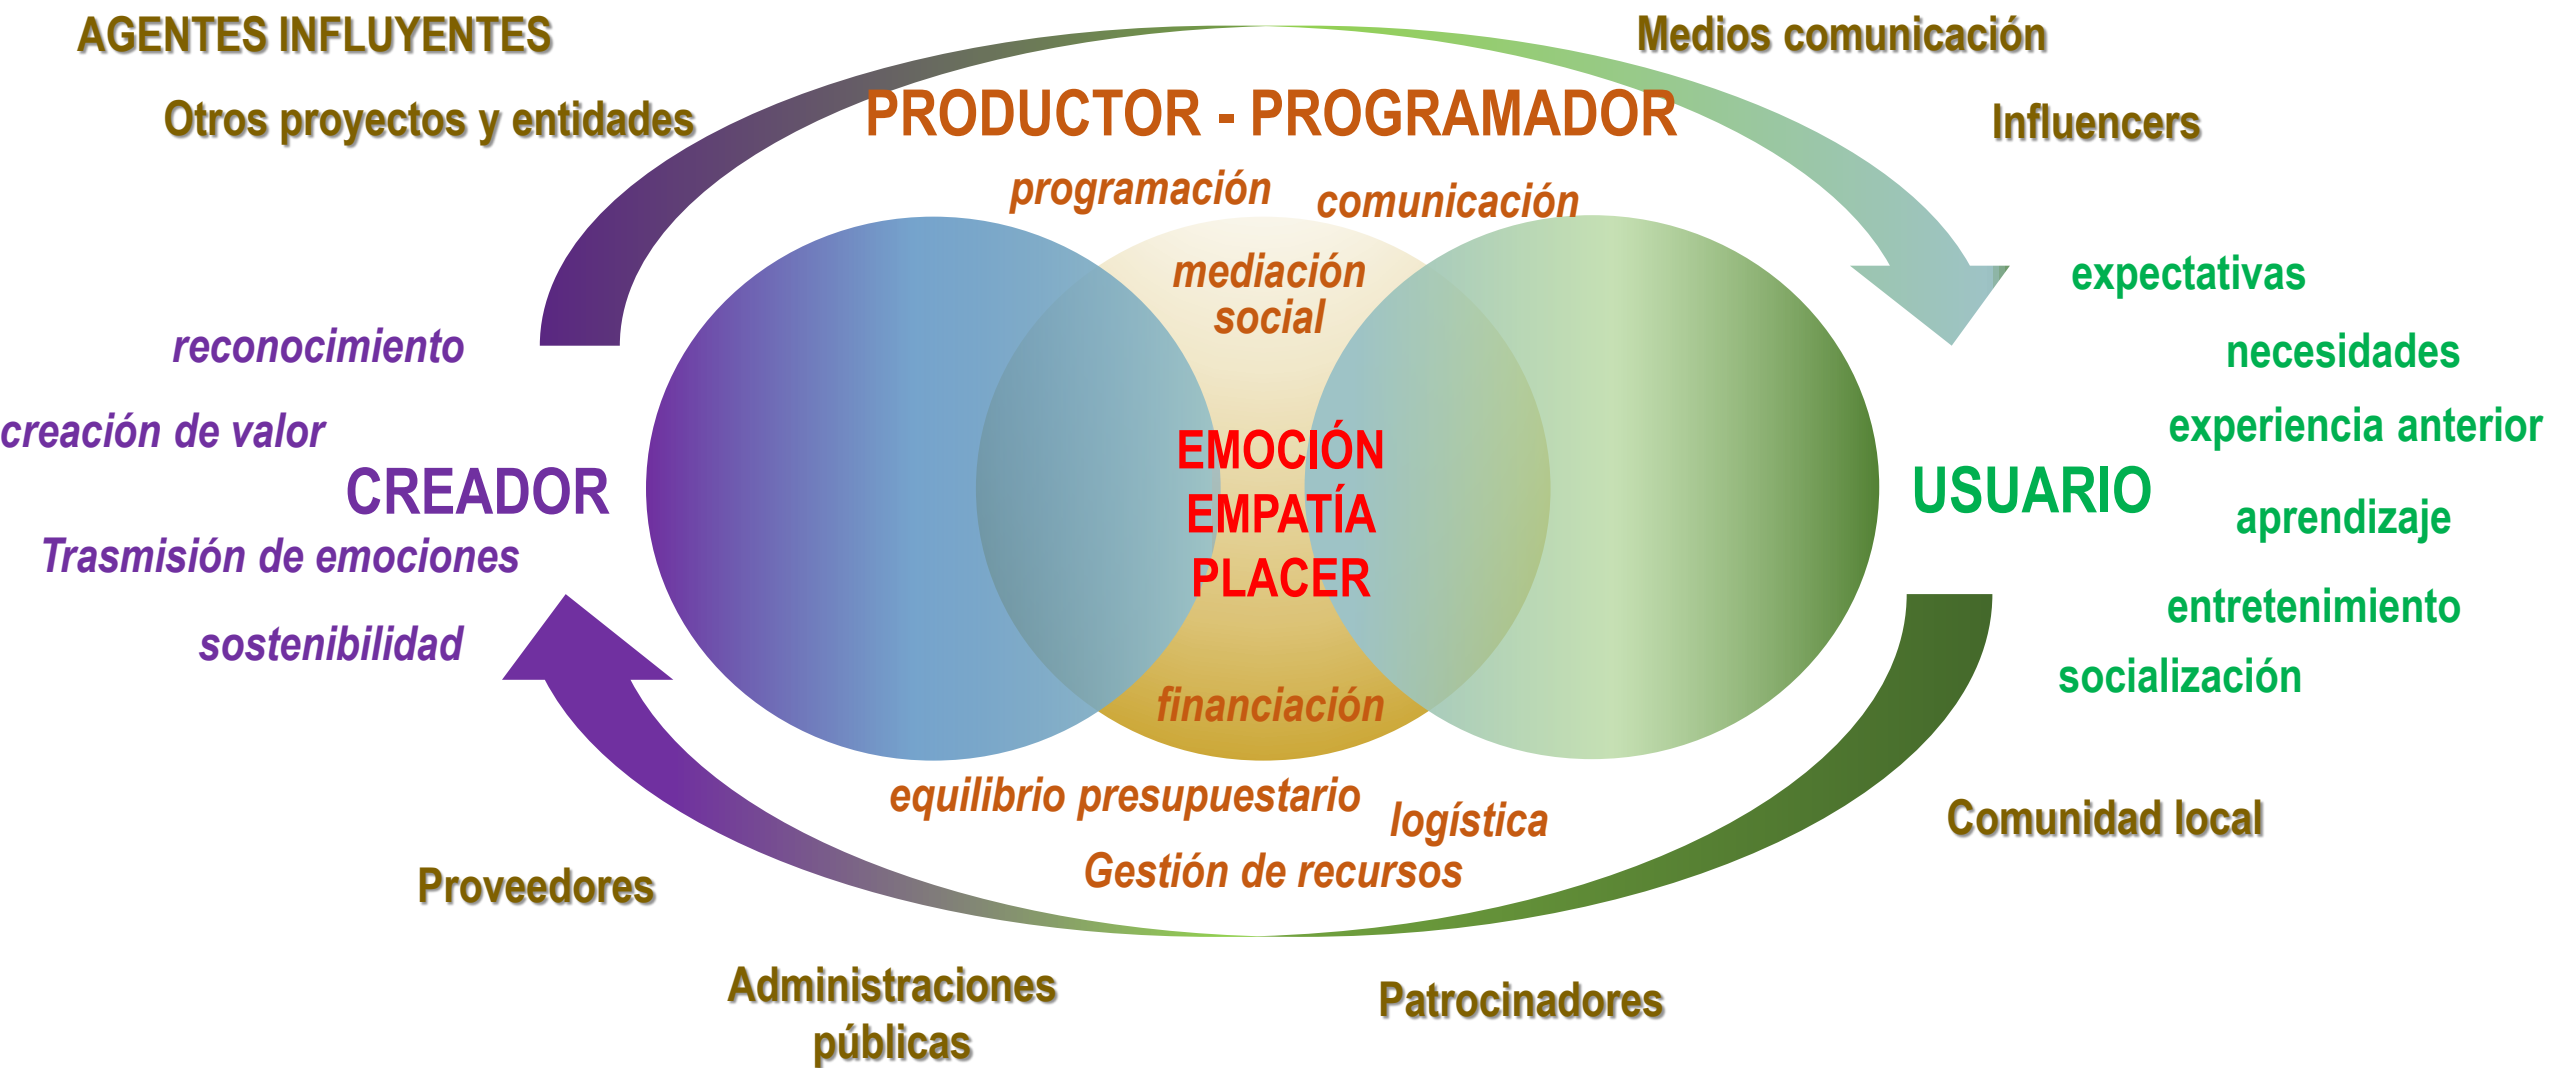 AGENTES INFLUYENTES
Medios comunicación
Otros proyectos y entidades
Influencers
PRODUCTOR - PROGRAMADOR
programación
comunicación
mediación
social
reconocimiento
creación de valor
CREADOR
Trasmisión de emociones
sostenibilidad
EMOCIÓN
EMPATÍA
PLACER
expectativas
necesidades
experiencia anterior
USUARIO
aprendizaje
entretenimiento
socialización
financiación
equilibrio presupuestario
logística
Gestión de recursos
Comunidad local
Proveedores
Administraciones
públicas
Patrocinadores